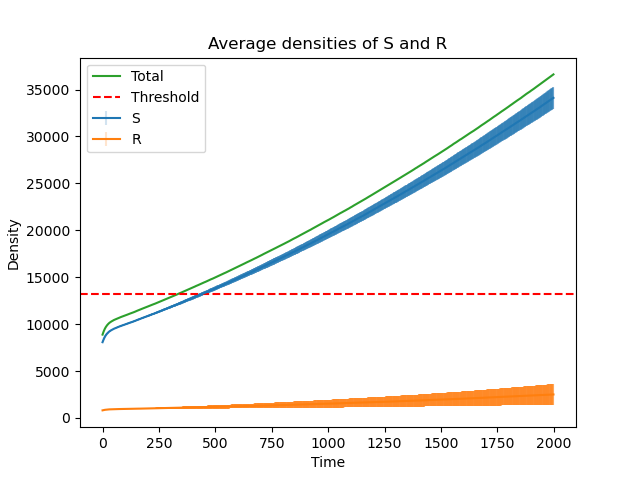 Average densities of S and R
Total
Threshold
S
R
Density
35000
30000
25000
20000
15000
10000
5000
0
0 250 500 750 1000 1250 1500 1750 2000
Time